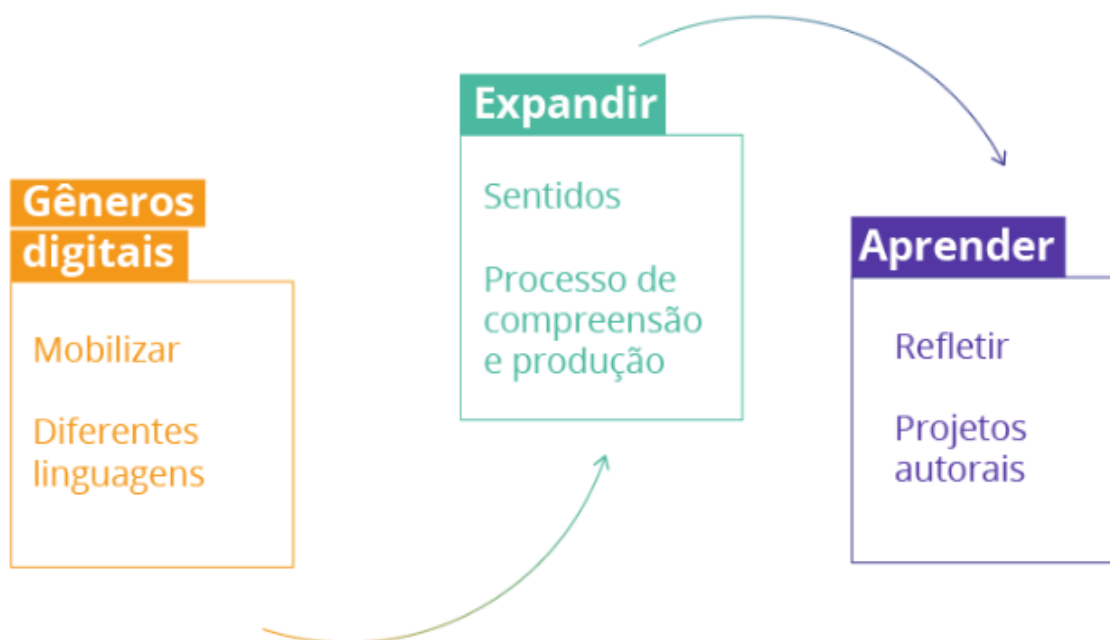 Gêneros
digitais
Mobilizar
Diferentes
linguagens
Expandir
Sentidos
Processo de
compreensão
e produção
Aprender
Refletir
Projetos
autorais